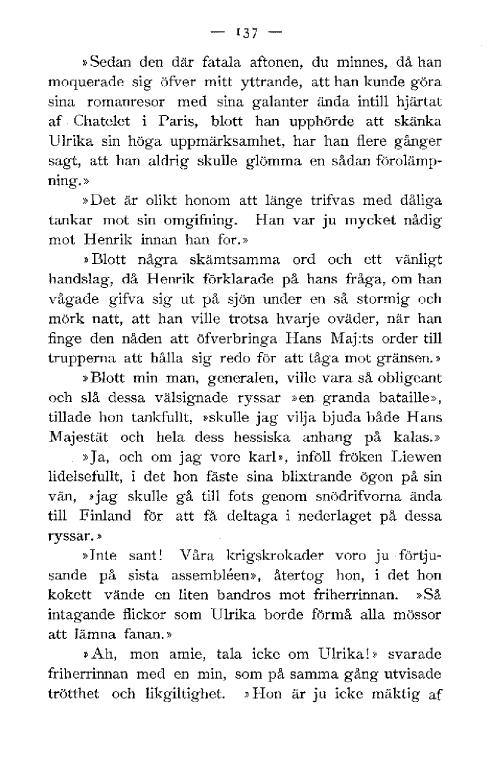 — 137 —
»Sedan den där fatala aftonen, du minnes, då han
moquerade sig öfver mitt yttrande, att han kunde göra
sina romanresor med sina galanter ända intill hjärtat
af Chatelet i Paris, blott han upphörde att skänka
Ulrika sin höga uppmärksamhet, har han flere gånger
sagt, att han aldrig skulle glömma en sådan förolämp-
ning.»
»Det är olikt honom att länge trifvas med dåliga
tankar mot sin omgifning. Han var ju mycket nådig
mot Henrik innan han for.»
»Blott några skämtsamma ord och ett vänligt
handslag, då Henrik förklarade på hans fråga, om han
vågade gifva sig ut på sjön under en så stormig och
mörk natt, att han ville trotsa hvarje oväder, när han
finge den nåden att öfverbringa Hans Maj:ts order till
trupperna att hålla sig redo för att tåga mot gränsen.»
»Blott min man, generalen, ville vara så obligeant
och slå dessa välsignade ryssar »en granda bataille»,
tillade hon tankfullt, »skulle jag vilja bjuda både Hans
Majestät och hela dess hessiska anhang på kalas.»
»Ja, och om jag vore karl», inföll fröken Liewen
lidelsefullt, i det hon fäste sina blixtrande ögon på sin
vän, »jag skulle gå till fots genom snödrifvorna ända
till Finland för att få deltaga i nederlaget på dessa
ryssar.»
»Inte sant! Våra krigskrokader voro ju förtju-
sande på sista assembléen», återtog hon, i det hon
kokett vände en liten bandros mot friherrinnan. »Så
intagande flickor som Ulrika borde förmå alla mössor
att lämna fanan.»
»Ah, mon amie, tala icke om Ulrika!» svarade
friherrinnan med en min, som på samma gång utvisade
trötthet och likgiltighet. »Hon är ju icke mäktig af